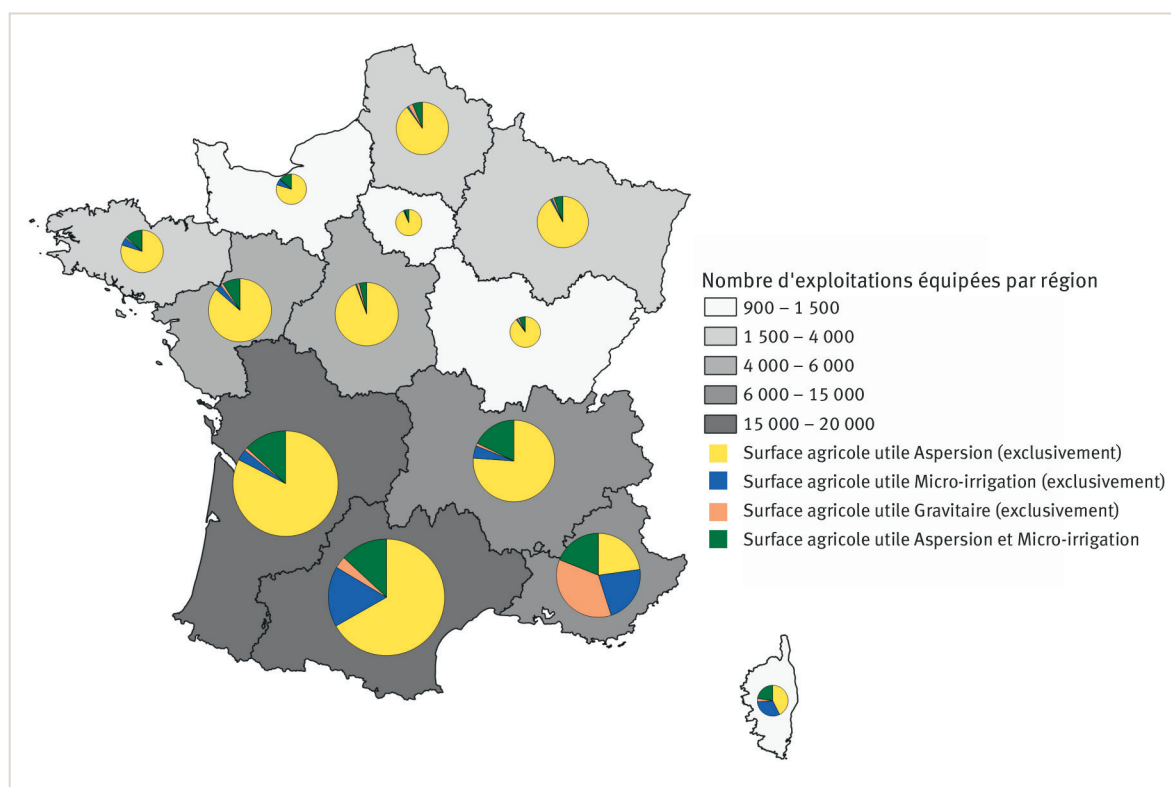 Nombre d'exploitations équipées par région
900 – 1 500
1 500 – 4 000
4 000 – 6 000
6 000 – 15 000
15 000 – 20 000
Surface agricole utile Aspersion (exclusivement)
Surface agricole utile Micro-irrigation (exclusivement)
Surface agricole utile Gravitaire (exclusivement)
Surface agricole utile Aspersion et Micro-irrigation